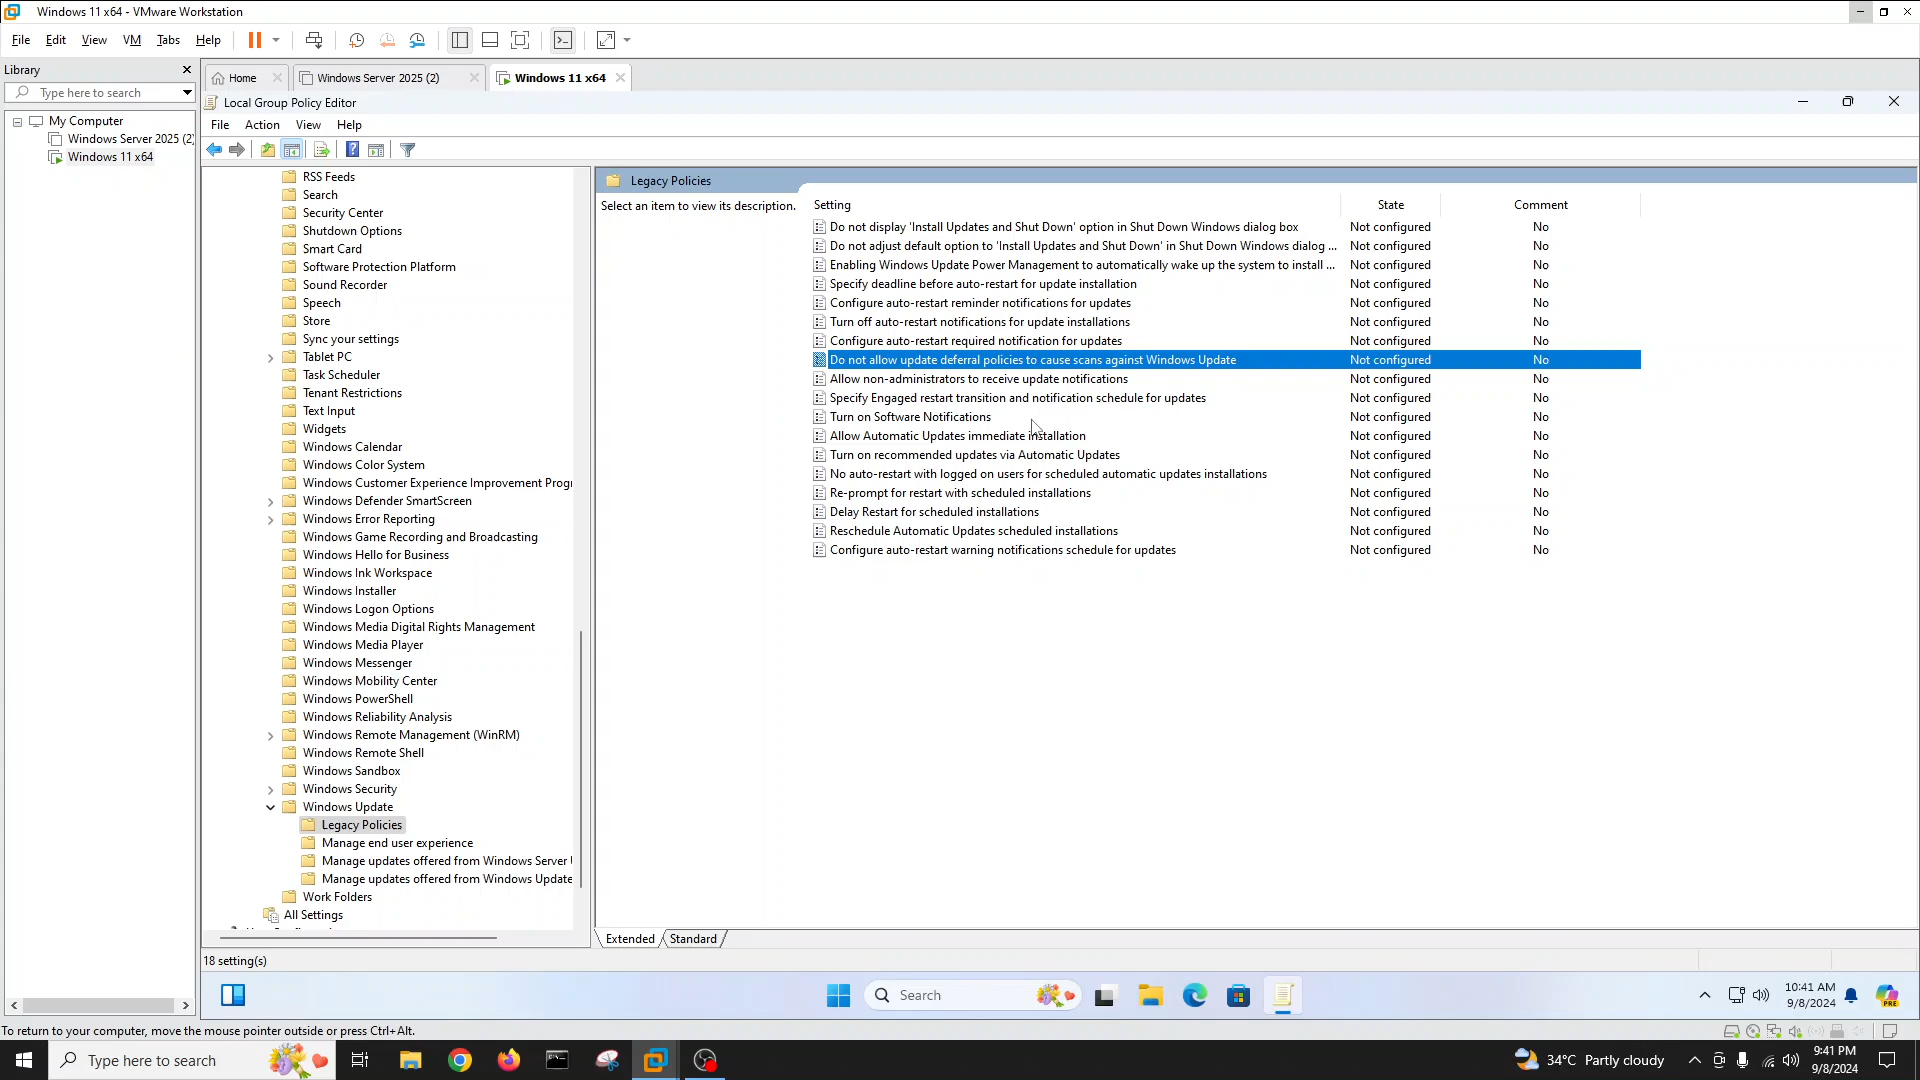 Windows 11 x64 - VMware Workstation
File Edit View VM Tabs Help
Library
Type here to search
My Computer
Windows Server 2025 (2)
Windows 11 x64
Home
Windows Server 2025 (2)
Windows 11 x64
Local Group Policy Editor
File Action View Help
RSS Feeds
Search
Security Center
Shutdown Options
Smart Card
Software Protection Platform
Sound Recorder
Speech
Store
Sync your settings
Tablet PC
Task Scheduler
Tenant Restrictions
Text Input
Widgets
Windows Calendar
Windows Color System
Windows Customer Experience Improvement Progr
Windows Defender SmartScreen
Windows Error Reporting
Windows Game Recording and Broadcasting
Windows Hello for Business
Windows Ink Workspace
Windows Installer
Windows Logon Options
Windows Media Digital Rights Management
Windows Media Player
Windows Messenger
Windows Mobility Center
Windows PowerShell
Windows Reliability Analysis
Windows Remote Management (WinRM)
Windows Remote Shell
Windows Sandbox
Windows Security
Windows Update
Legacy Policies
Manage end user experience
Manage updates offered from Windows Server
Manage updates offered from Windows Update
Work Folders
All Settings
Legacy Policies
Select an item to view its description.
Setting State Comment
Do not display 'Install Updates and Shut Down' option in Shut Down Windows dialog box Not configured No
Do not adjust default option to 'Install Updates and Shut Down' in Shut Down Windows dialog ... Not configured No
Enabling Windows Update Power Management to automatically wake up the system to install ... Not configured No
Specify deadline before auto-restart for update installation Not configured No
Configure auto-restart reminder notifications for updates Not configured No
Turn off auto-restart notifications for update installations Not configured No
Configure auto-restart required notification for updates Not configured No
Do not allow update deferral policies to cause scans against Windows Update Not configured No
Allow non-administrators to receive update notifications Not configured No
Specify Engaged restart transition and notification schedule for updates Not configured No
Turn on Software Notifications Not configured No
Allow Automatic Updates immediate installation Not configured No
Turn on recommended updates via Automatic Updates Not configured No
No auto-restart with logged on users for scheduled automatic updates installations Not configured No
Re-prompt for restart with scheduled installations Not configured No
Delay Restart for scheduled installations Not configured No
Reschedule Automatic Updates scheduled installations Not configured No
Configure auto-restart warning notifications schedule for updates Not configured No
Extended Standard
18 setting(s)
Search
10:41 AM
9/8/2024
PRE
To return to your computer, move the mouse pointer outside or press Ctrl+Alt.
Type here to search
34°C Partly cloudy
9:41 PM
9/8/2024